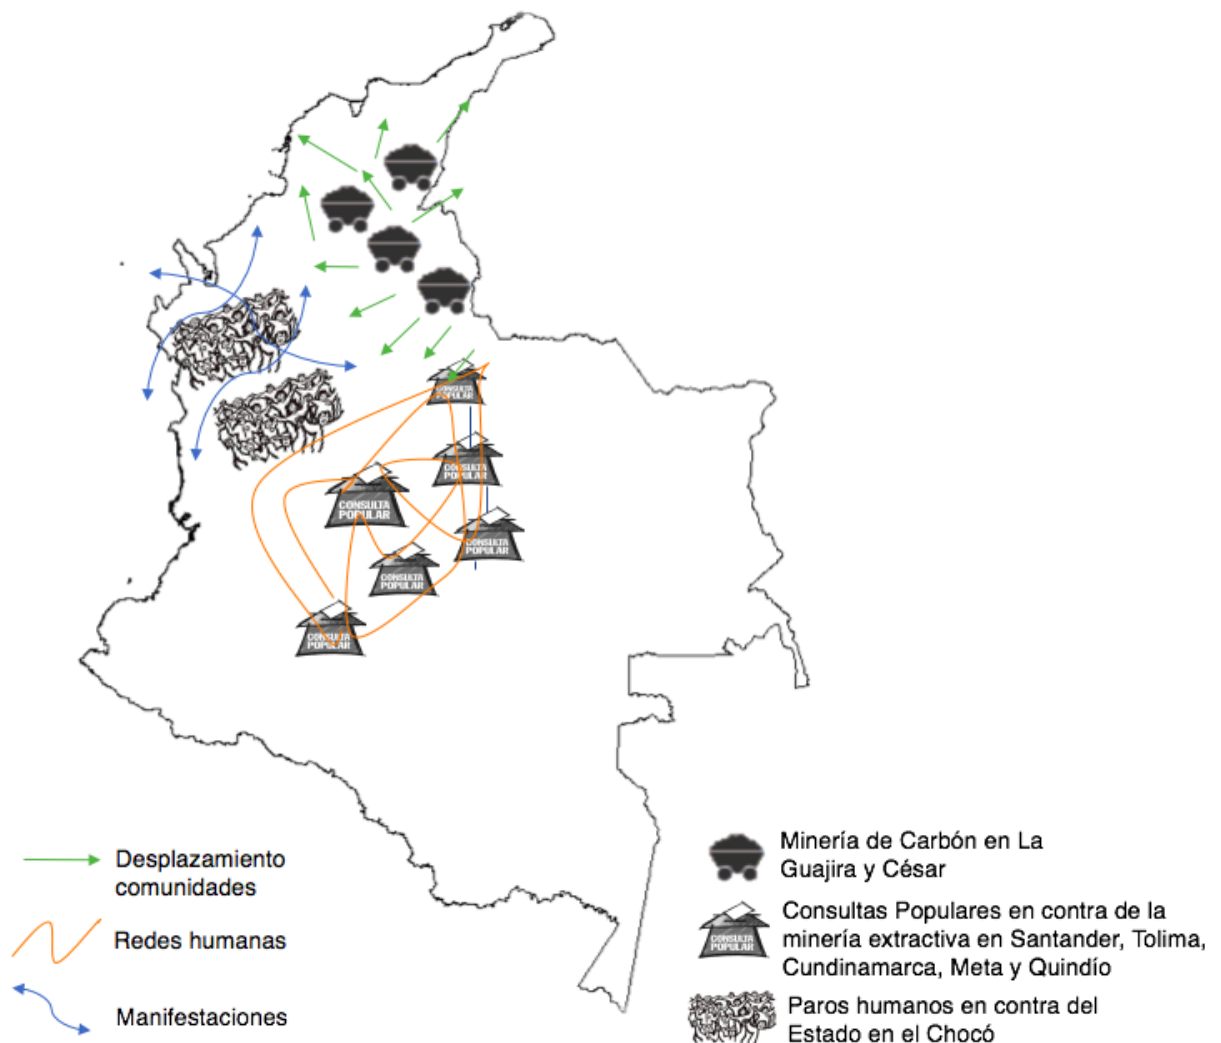 CONSULTA
POPULAR
CONSULTA
POPULAR
CONSULTA
POPULAR
CONSULTA
POPULAR
CONSULTA
POPULAR
CONSULTA
POPULAR
Desplazamiento
comunidades
Redes humanas
Manifestaciones
Minería de Carbón en La
Guajira y César
CONSULTA
POPULAR
Consultas Populares en contra de la
minería extractiva en Santander, Tolima,
Cundinamarca, Meta y Quindío
Paros humanos en contra del
Estado en el Chocó